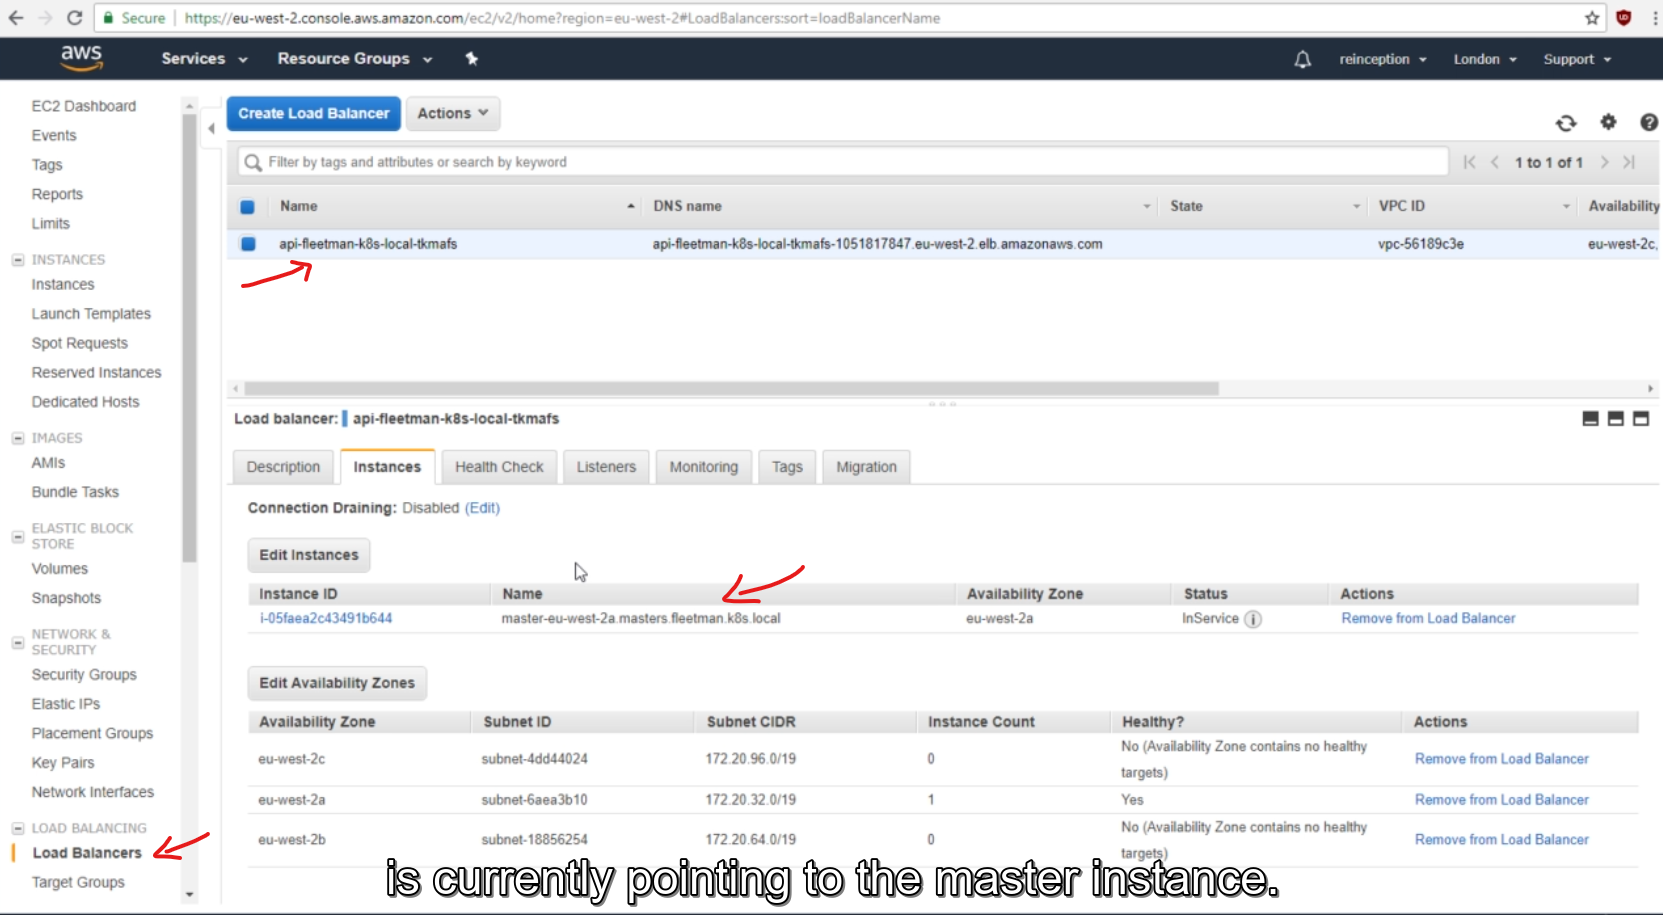 Secure https://eu-west-2.console.aws.amazon.com/ec2/v2/home?region=eu-west-2#LoadBalancers:sort=loadBalancerName
aws Services Resource Groups reinception London Support
EC2 Dashboard
Events
Tags
Reports
Limits
INSTANCES
Instances
Launch Templates
Spot Requests
Reserved Instances
Dedicated Hosts
IMAGES
AMIs
Bundle Tasks
ELASTIC BLOCK
STORE
Volumes
Snapshots
NETWORK &
SECURITY
Security Groups
Elastic IPs
Placement Groups
Key Pairs
Network Interfaces
LOAD BALANCING
Load Balancers
Target Groups
Create Load Balancer Actions
Filter by tags and attributes or search by keyword 1 to 1 of 1
Name DNS name State VPC ID Availability
api-fleetman-k8s-local-tkmafs api-fleetman-k8s-local-tkmafs-1051817847.eu-west-2.elb.amazonaws.com vpc-56189c3e eu-west-2c,
Load balancer: api-fleetman-k8s-local-tkmafs
Description Instances Health Check Listeners Monitoring Tags Migration
Connection Draining: Disabled (Edit)
Edit Instances
Instance ID Name Availability Zone Status Actions
i-05faea2c43491b644 master-eu-west-2a.masters.fleetman.k8s.local eu-west-2a InService i Remove from Load Balancer
Edit Availability Zones
Availability Zone Subnet ID Subnet CIDR Instance Count Healthy? Actions
eu-west-2c subnet-4dd44024 172.20.96.0/19 0 No (Availability Zone contains no healthy
targets) Remove from Load Balancer
eu-west-2a subnet-6aea3b10 172.20.32.0/19 1 Yes Remove from Load Balancer
eu-west-2b subnet-18856254 172.20.64.0/19 0 No (Availability Zone contains no healthy
targets) Remove from Load Balancer
is currently pointing to the master instance.